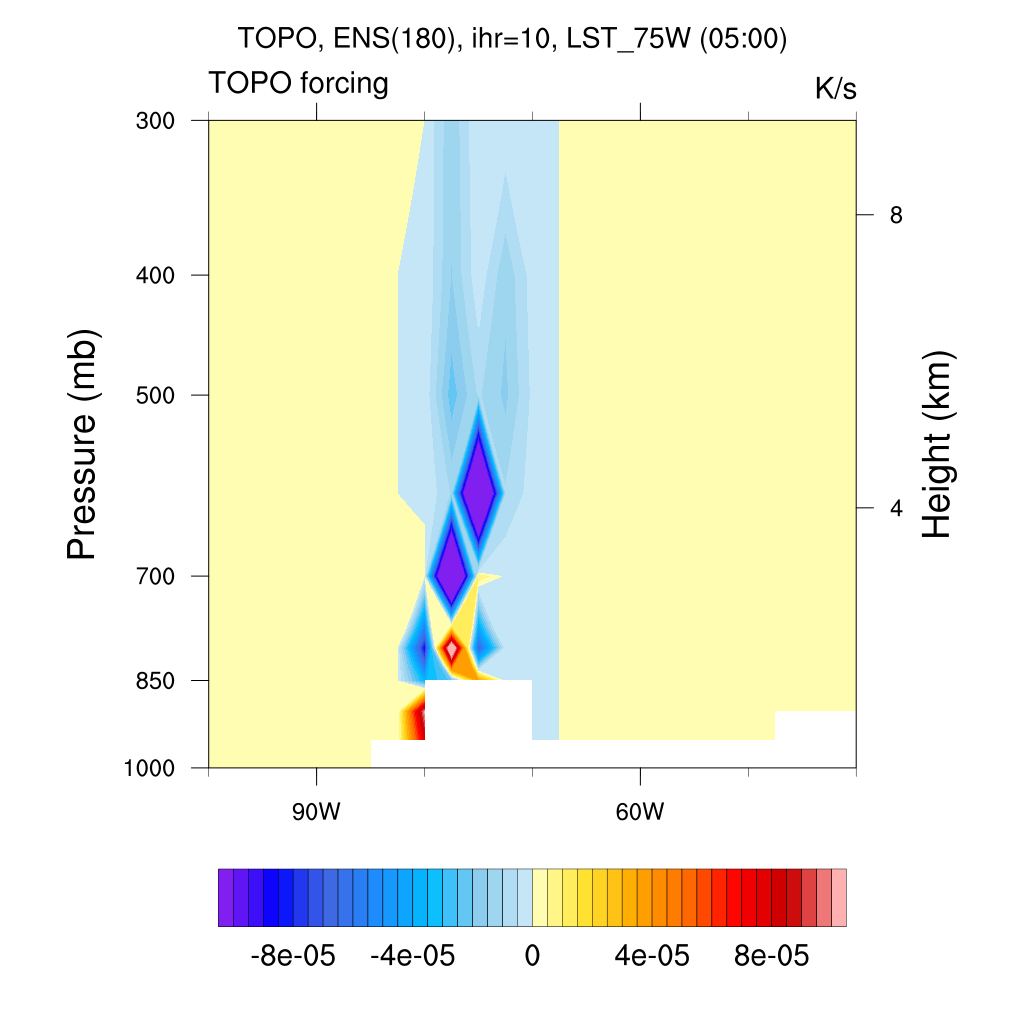 TOPO, ENS(180), ihr=10, LST_75W (05:00)
TOPO forcing
K/s
300
400
500
700
850
1000
Pressure (mb)
8
4
Height (km)
90W
60W
-8e-05
-4e-05
0
4e-05
8e-05